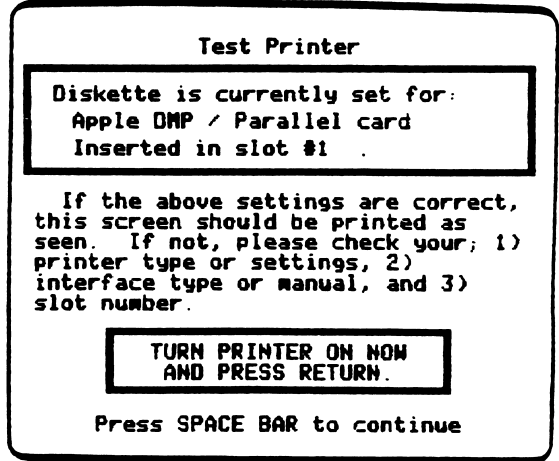 Test Printer
Diskette is currently set for:
Apple DMP / Parallel card
Inserted in slot #1 .
If the above settings are correct,
this screen should be printed as
seen. If not, please check your; 1)
printer type or settings, 2)
interface type or manual, and 3)
slot number.
TURN PRINTER ON NOW
AND PRESS RETURN.
Press SPACE BAR to continue